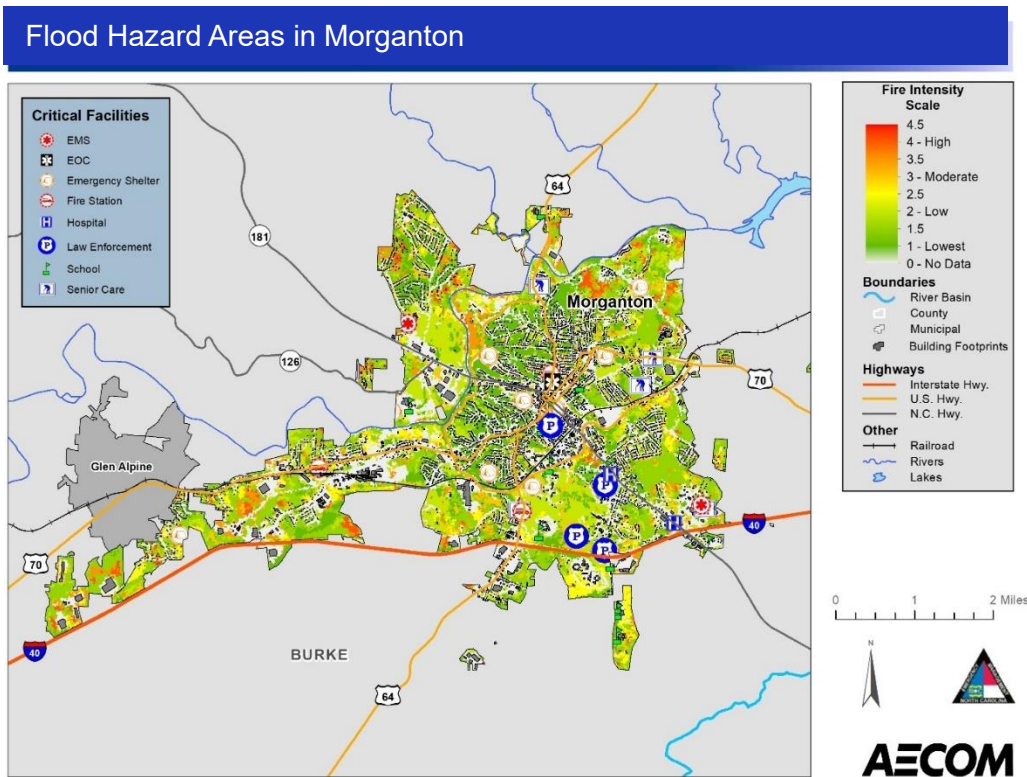 Flood Hazard Areas in Morganton
Critical Facilities
EMS
EOC
Emergency Shelter
Fire Station
Hospital
Law Enforcement
School
Senior Care
181
126
64
Morganton
70
Glen Alpine
70
40
40
BURKE
64
Fire Intensity
Scale
4.5
4 - High
3.5
3 - Moderate
2.5
2 - Low
1.5
1 - Lowest
0 - No Data
Boundaries
River Basin
County
Municipal
Building Footprints
Highways
Interstate Hwy.
U.S. Hwy.
N.C. Hwy.
Other
Railroad
Rivers
Lakes
0 1 2 Miles
N
NORTH CAROLINA
AECOM